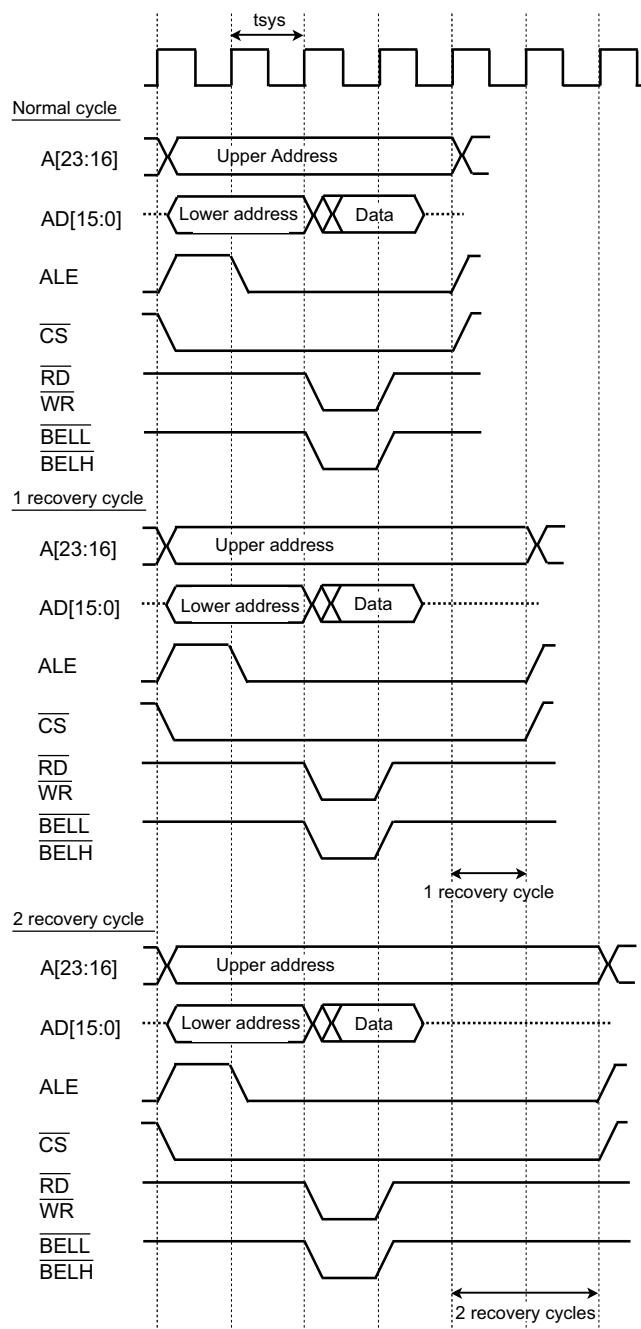 tsys
Normal cycle
A[23:16]
Upper Address
AD[15:0]
Lower address
Data
ALE
CS
RD
WR
BELL
BELH
1 recovery cycle
A[23:16]
Upper address
AD[15:0]
Lower address
Data
ALE
CS
RD
WR
BELL
BELH
1 recovery cycle
2 recovery cycle
A[23:16]
Upper address
AD[15:0]
Lower address
Data
ALE
CS
RD
WR
BELL
BELH
2 recovery cycles